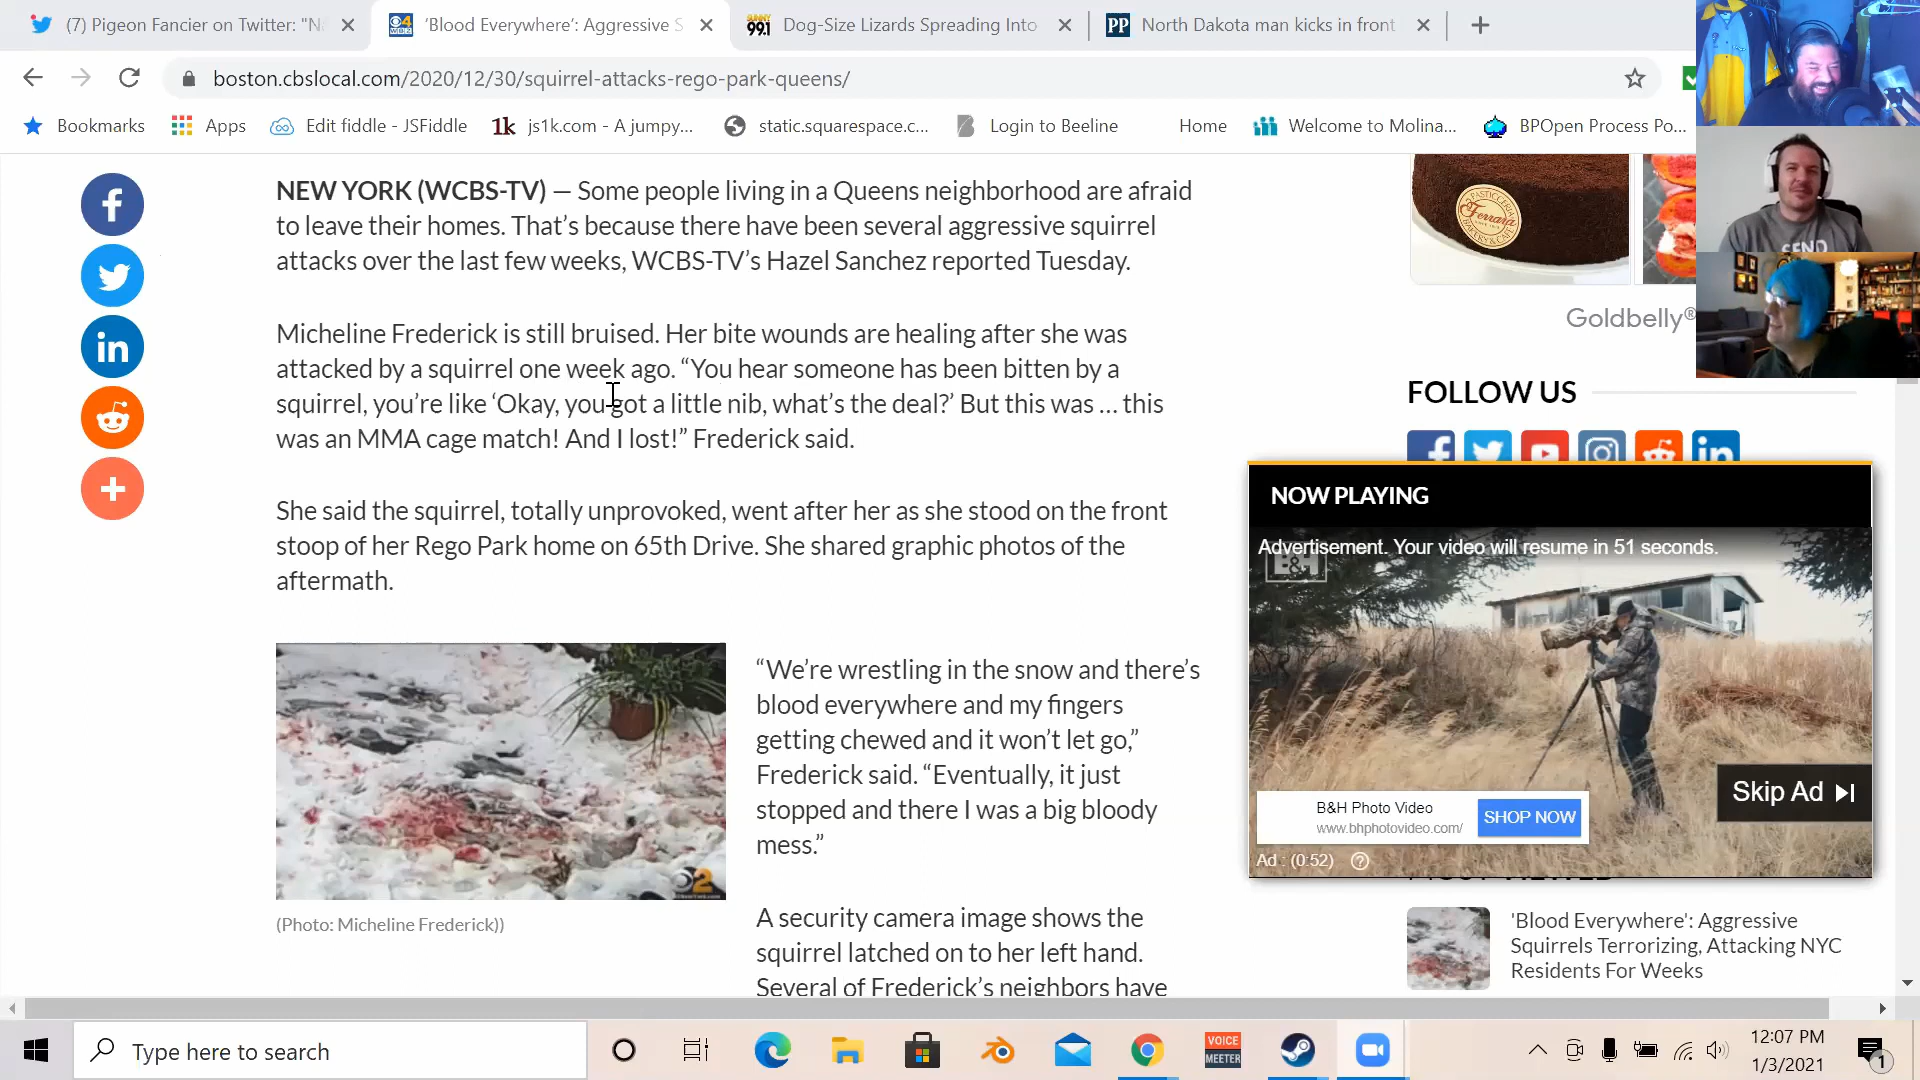 (7) Pigeon Fancier on Twitter: "N
'Blood Everywhere': Aggressive S
Dog-Size Lizards Spreading Into
North Dakota man kicks in front
boston.cbslocal.com/2020/12/30/squirrel-attacks-rego-park-queens/
Bookmarks
Apps
Edit fiddle - JSFiddle
1k js1k.com - A jumpy...
static.squarespace.c...
Login to Beeline
Home
Welcome to Molina...
BPOpen Process Po...
NEW YORK (WCBS-TV) — Some people living in a Queens neighborhood are afraid
to leave their homes. That's because there have been several aggressive squirrel
attacks over the last few weeks, WCBS-TV's Hazel Sanchez reported Tuesday.
Micheline Frederick is still bruised. Her bite wounds are healing after she was
attacked by a squirrel one week ago. “You hear someone has been bitten by a
squirrel, you're like ‘Okay, you got a little nib, what's the deal?’ But this was … this
was an MMA cage match! And I lost!” Frederick said.
She said the squirrel, totally unprovoked, went after her as she stood on the front
stoop of her Rego Park home on 65th Drive. She shared graphic photos of the
aftermath.
(Photo: Micheline Frederick))
“We're wrestling in the snow and there's
blood everywhere and my fingers
getting chewed and it won't let go,”
Frederick said. “Eventually, it just
stopped and there I was a big bloody
mess.”
A security camera image shows the
squirrel latched on to her left hand.
Several of Frederick's neighbors have
Ferrara
Goldbelly®
SEND
FOLLOW US
NOW PLAYING
Advertisement. Your video will resume in 51 seconds.
B&H
Skip Ad
B&H Photo Video
www.bhphotovideo.com/
SHOP NOW
Ad : (0:52)
MOST VIEWED
'Blood Everywhere': Aggressive
Squirrels Terrorizing, Attacking NYC
Residents For Weeks
Type here to search
VOICE
MEETER
12:07 PM
1/3/2021
1